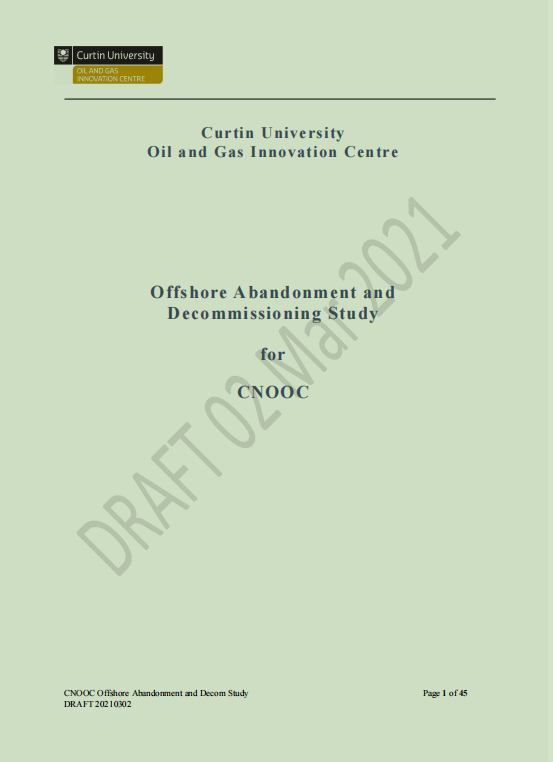 Curtin University
OIL AND GAS
INNOVATION CENTRE
Curtin University
Oil and Gas Innovation Centre
Offshore Abandonment and
Decommissioning Study
for
CNOOC
DRAFT 02 Mar 2021
CNOOC Offshore Abandonment and Decom Study Page 1 of 45
DRAFT 20210302